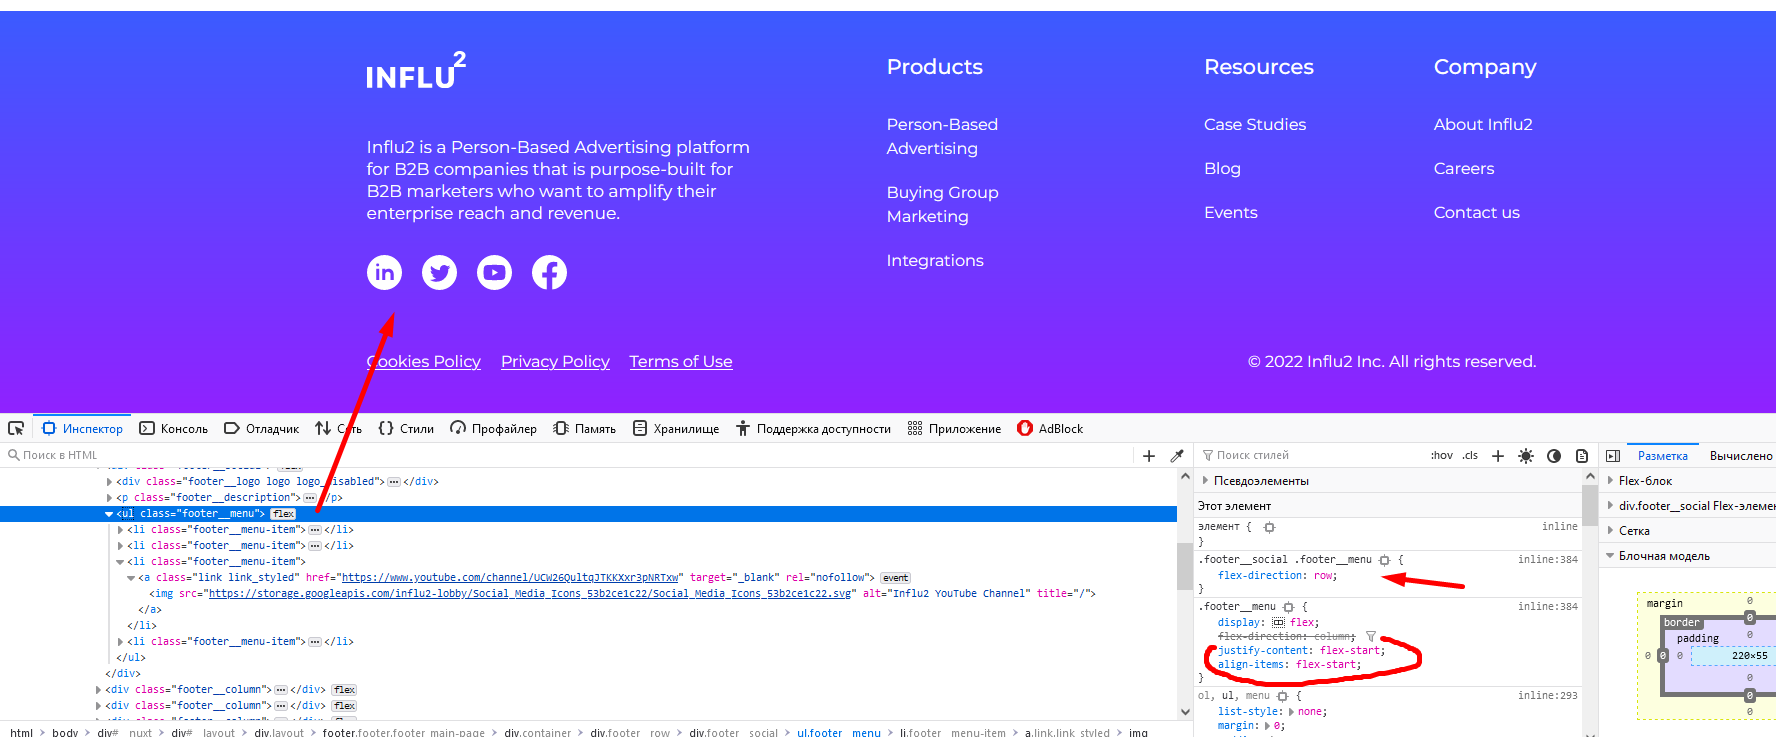 INFLU2
Influ2 is a Person-Based Advertising platform
for B2B companies that is purpose-built for
B2B marketers who want to amplify their
enterprise reach and revenue.
Products
Person-Based
Advertising
Buying Group
Marketing
Integrations
Resources
Case Studies
Blog
Events
Company
About Influ2
Careers
Contact us
Cookies Policy Privacy Policy Terms of Use
© 2022 Influ2 Inc. All rights reserved.
Инспектор Консоль Отладчик Сеть Стили Профайлер Память Хранилище Поддержка доступности Приложение AdBlock
Поиск в HTML
<div class="footer__logo logo logo_disabled"></div>
<p class="footer__description"></p>
<ul class="footer__menu"> flex
<li class="footer__menu-item"></li>
<li class="footer__menu-item"></li>
<li class="footer__menu-item">
<a class="link link_styled" href="https://www.youtube.com/channel/UCW26QultqJTKKXxr3pNRTxw" target="_blank" rel="nofollow"> event
<img src="https://storage.googleapis.com/influ2-lobby/Social_Media_Icons_53b2ce1c22/Social_Media_Icons_53b2ce1c22.svg" alt="Influ2 YouTube Channel" title="/">
</a>
</li>
<li class="footer__menu-item"></li>
</ul>
</div>
<div class="footer__column"></div> flex
<div class="footer__column"></div> flex
html > body > div#__nuxt > div#__layout > div.layout > footer.footer.footer_main-page > div.container > div.footer__row > div.footer__social > ul.footer__menu > li.footer__menu-item > a.link.link_styled > img
Поиск стилей :hov .cls
Псевдоэлементы
Этот элемент
элемент { inline
}
.footer__social .footer__menu { inline:384
flex-direction: row;
}
.footer__menu { inline:384
display: flex;
flex-direction: column;
justify-content: flex-start;
align-items: flex-start;
}
ol, ul, menu { inline:293
list-style: none;
margin: 0;
Разметка Вычислено
Flex-блок
div.footer__social Flex-элемен
Сетка
Блочная модель
margin 0
border 0
padding 0
0 0 0 220×55
0
0
0